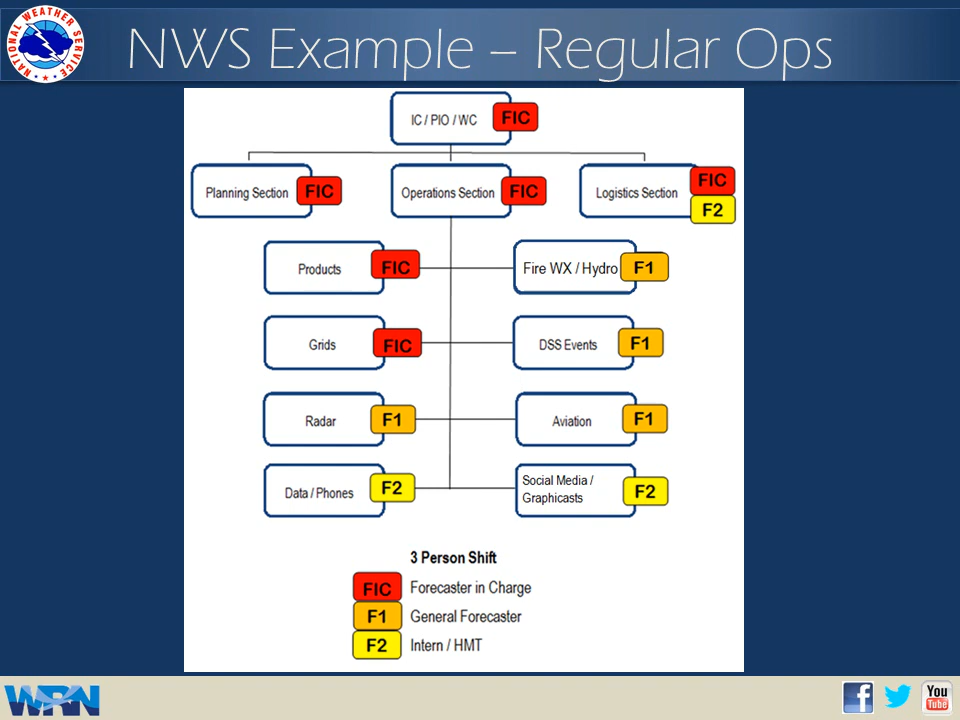 NATIONAL WEATHER SERVICE
NWS Example – Regular Ops
IC / PIO / WC
FIC
Planning Section
FIC
Operations Section
FIC
Logistics Section
FIC
F2
Products
FIC
Fire WX / Hydro
F1
Grids
FIC
DSS Events
F1
Radar
F1
Aviation
F1
Data / Phones
F2
Social Media /
Graphicasts
F2
3 Person Shift
FIC Forecaster in Charge
F1 General Forecaster
F2 Intern / HMT
WRN
f
You
Tube